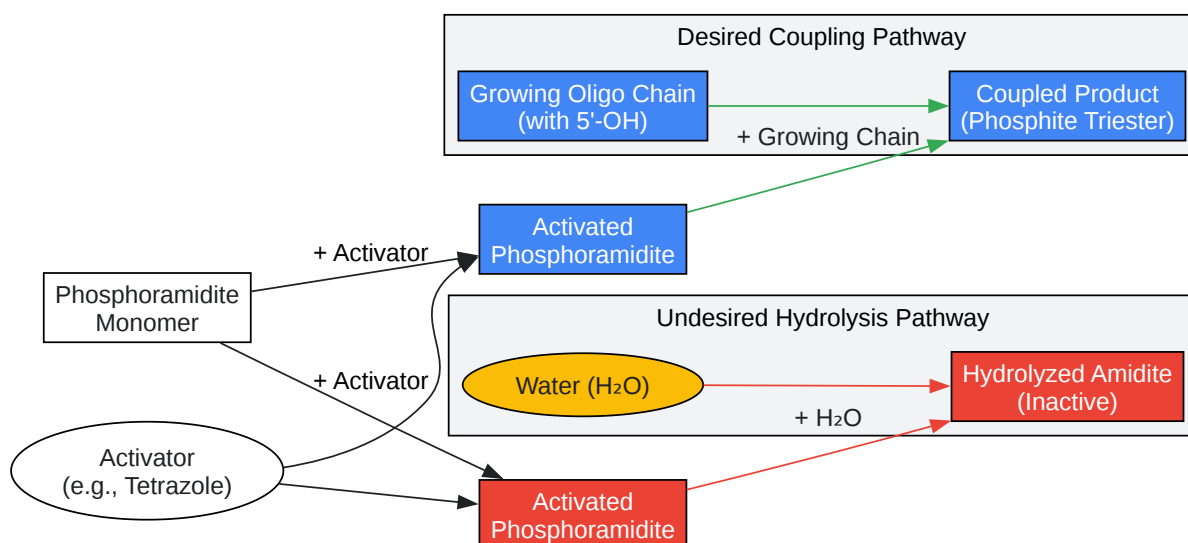 Desired Coupling Pathway
Growing Oligo Chain
(with 5'-OH)
Coupled Product
(Phosphite Triester)
+ Growing Chain
Activated
Phosphoramidite
+ Activator
Phosphoramidite
Monomer
Undesired Hydrolysis Pathway
Water (H₂O)
Hydrolyzed Amidite
(Inactive)
+ Activator
+ H₂O
Activator
(e.g., Tetrazole)
Activated
Phosphoramidite